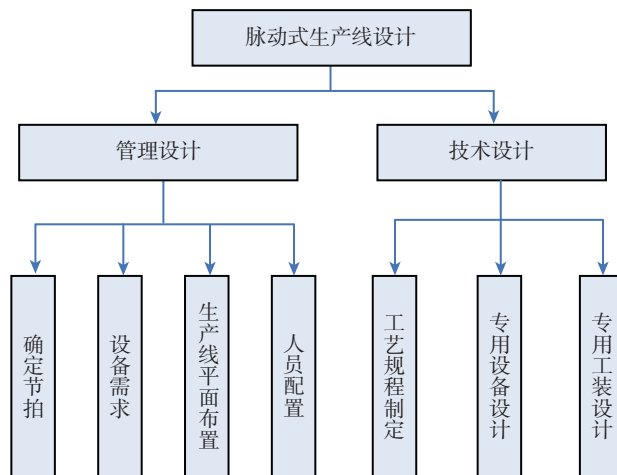 脉动式生产线设计
管理设计
技术设计
确定节拍
设备需求
生产线平面布置
人员配置
工艺规程制定
专用设备设计
专用工装设计